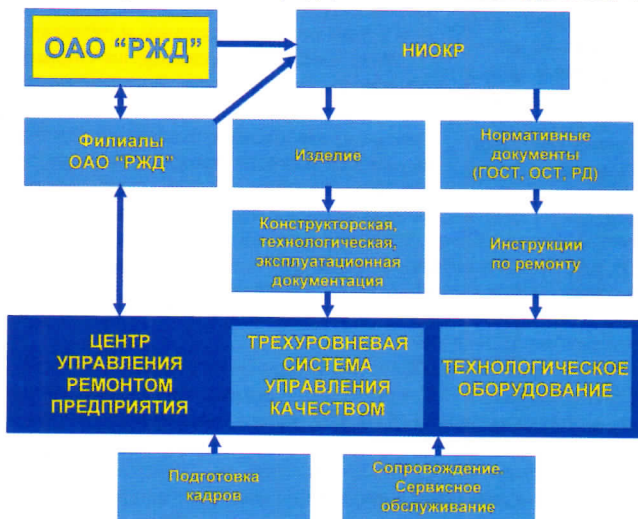 ОАО “РЖД”
НИОКР
Филиалы
ОАО “РЖД”
Изделие
Нормативные
документы
(ГОСТ, ОСТ, РД)
Конструкторская,
технологическая,
эксплуатационная
документация
Инструкции
по ремонту
ЦЕНТР
УПРАВЛЕНИЯ
РЕМОНТОМ
ПРЕДПРИЯТИЯ
ТРЕХУРОВНЕВАЯ
СИСТЕМА
УПРАВЛЕНИЯ
КАЧЕСТВОМ
ТЕХНОЛОГИЧЕСКОЕ
ОБОРУДОВАНИЕ
Подготовка
кадров
Сопровождение.
Сервисное
обслуживание